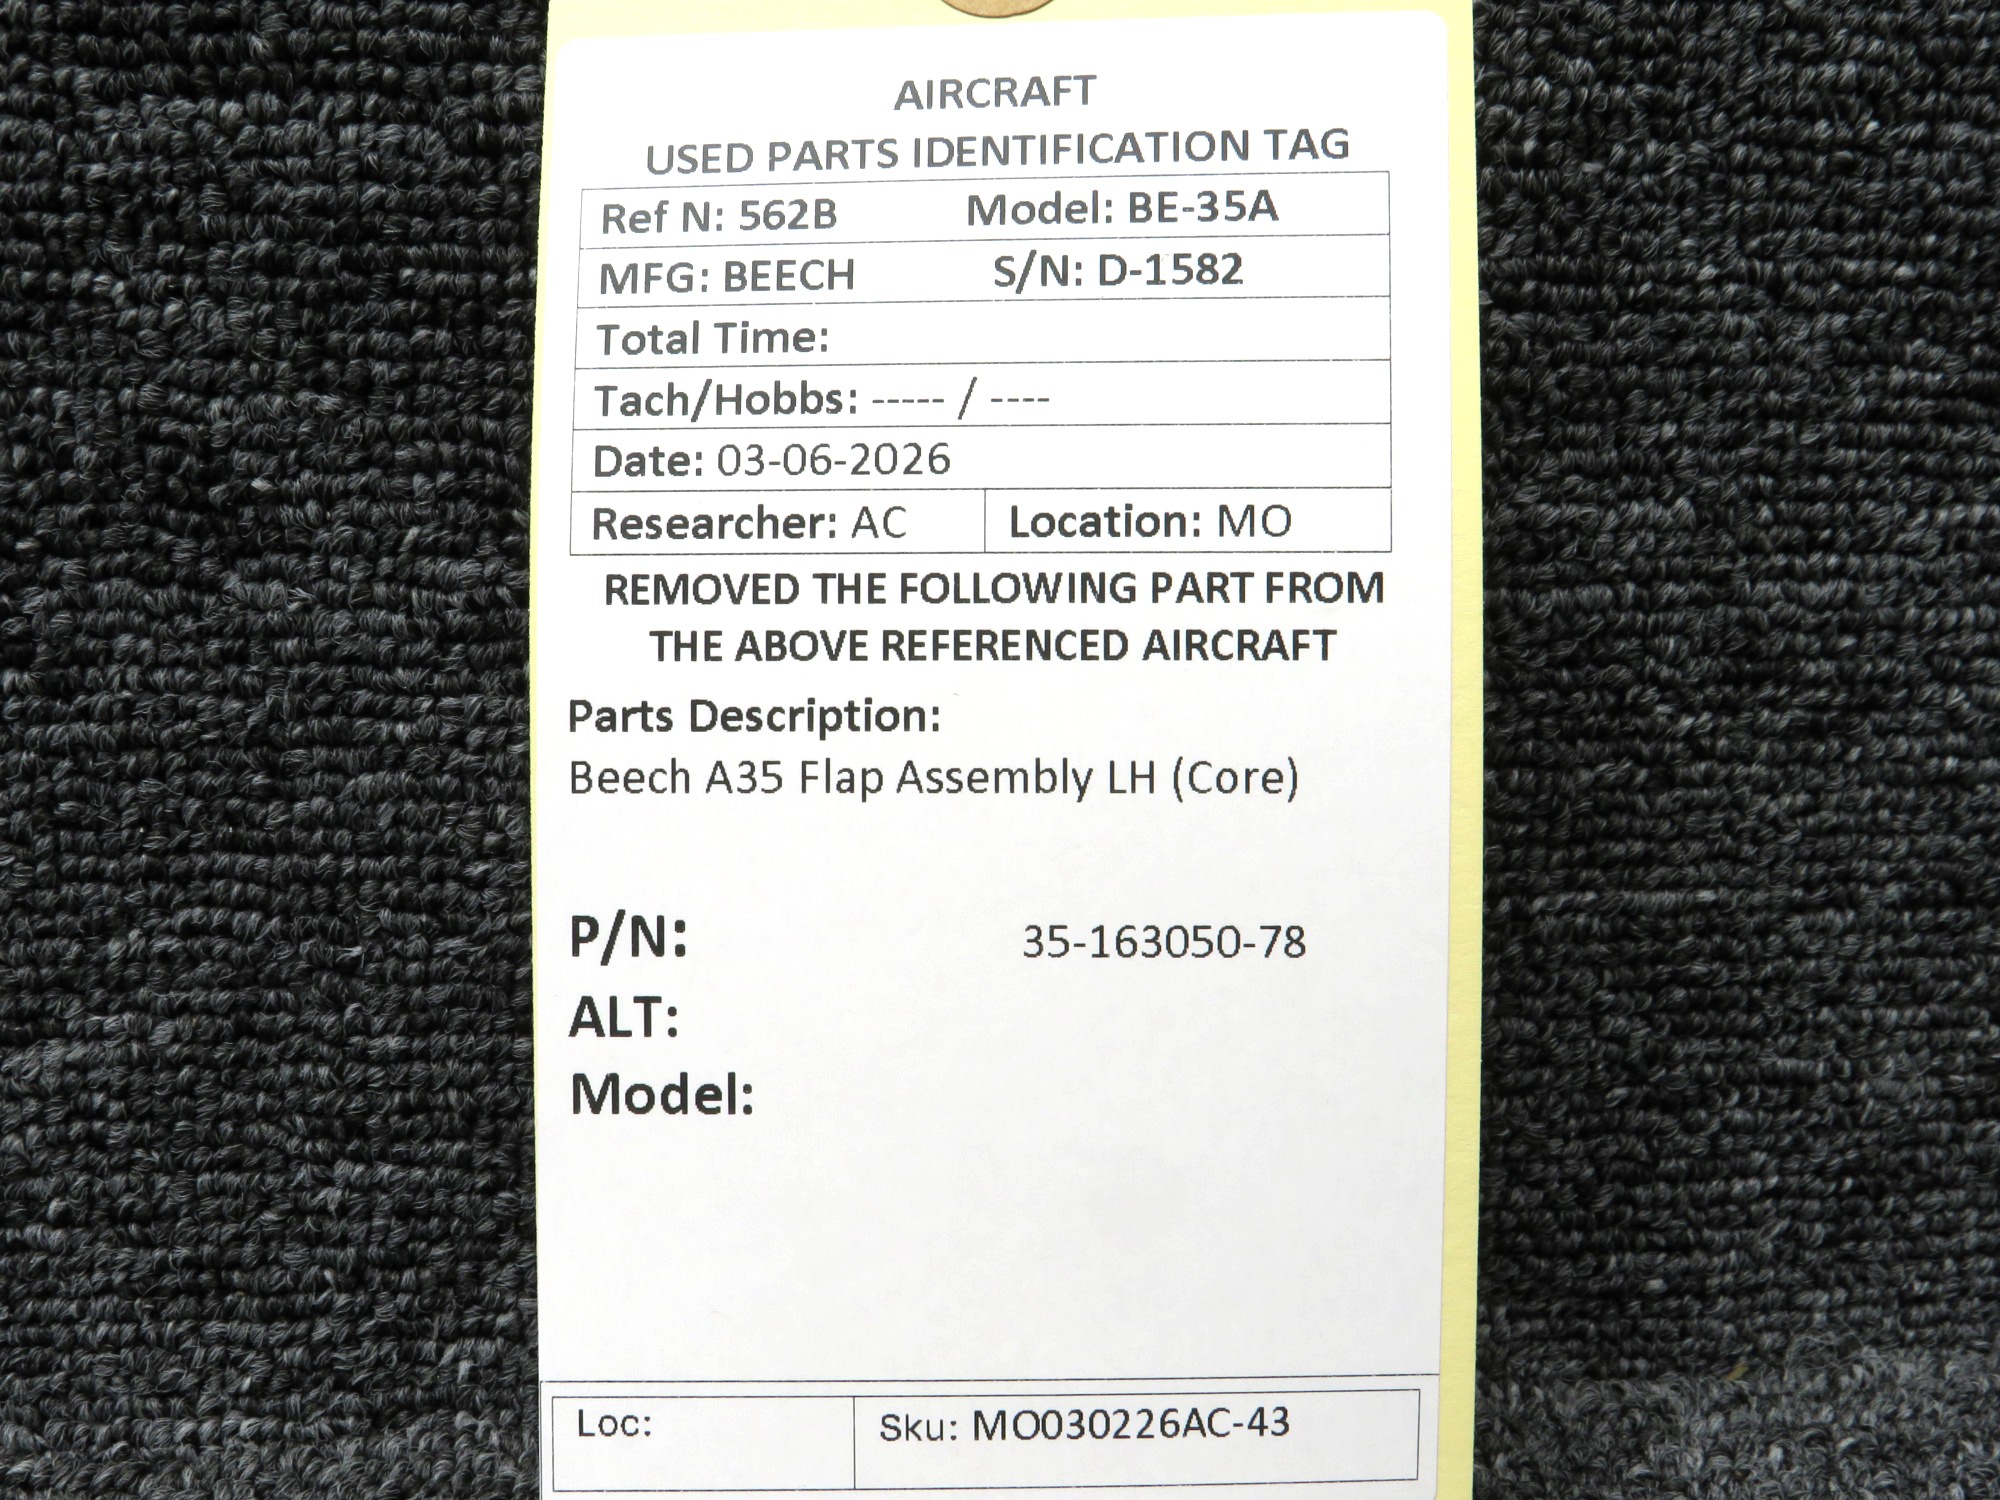 AIRCRAFT
USED PARTS IDENTIFICATION TAG
Ref N: 562B Model: BE-35A
MFG: BEECH S/N: D-1582
Total Time:
Tach/Hobbs: ----- / ----
Date: 03-06-2026
Researcher: AC Location: MO
REMOVED THE FOLLOWING PART FROM
THE ABOVE REFERENCED AIRCRAFT
Parts Description:
Beech A35 Flap Assembly LH (Core)
P/N: 35-163050-78
ALT:
Model:
Loc: Sku: MO030226AC-43